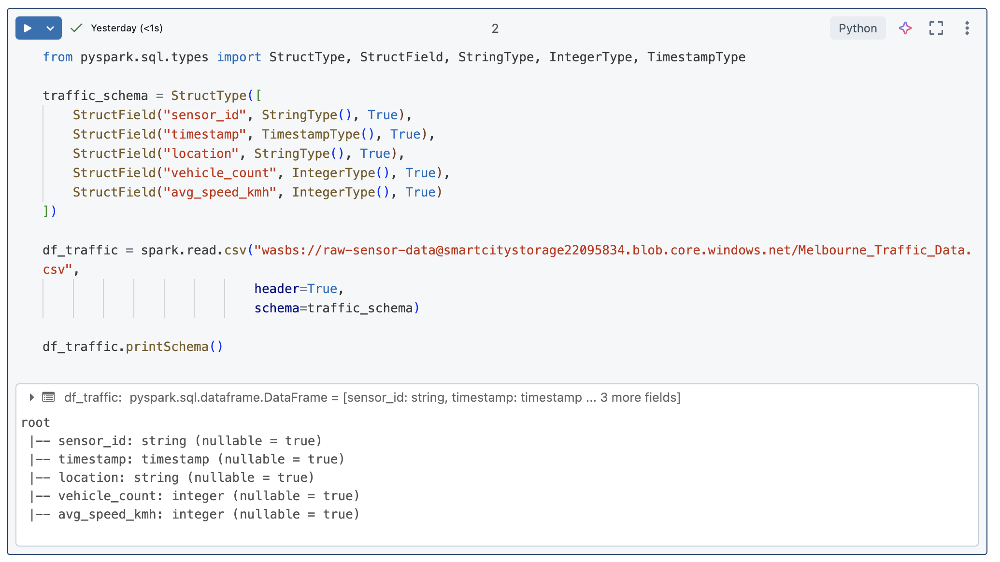 Yesterday (<1s)
2
Python
from pyspark.sql.types import StructType, StructField, StringType, IntegerType, TimestampType
traffic_schema = StructType([
StructField("sensor_id", StringType(), True),
StructField("timestamp", TimestampType(), True),
StructField("location", StringType(), True),
StructField("vehicle_count", IntegerType(), True),
StructField("avg_speed_kmh", IntegerType(), True)
])
df_traffic = spark.read.csv("wasbs://raw-sensor-data@smartcitystorage22095834.blob.core.windows.net/Melbourne_Traffic_Data.
csv",
header=True,
schema=traffic_schema)
df_traffic.printSchema()
df_traffic: pyspark.sql.dataframe.DataFrame = [sensor_id: string, timestamp: timestamp ... 3 more fields]
root
|-- sensor_id: string (nullable = true)
|-- timestamp: timestamp (nullable = true)
|-- location: string (nullable = true)
|-- vehicle_count: integer (nullable = true)
|-- avg_speed_kmh: integer (nullable = true)